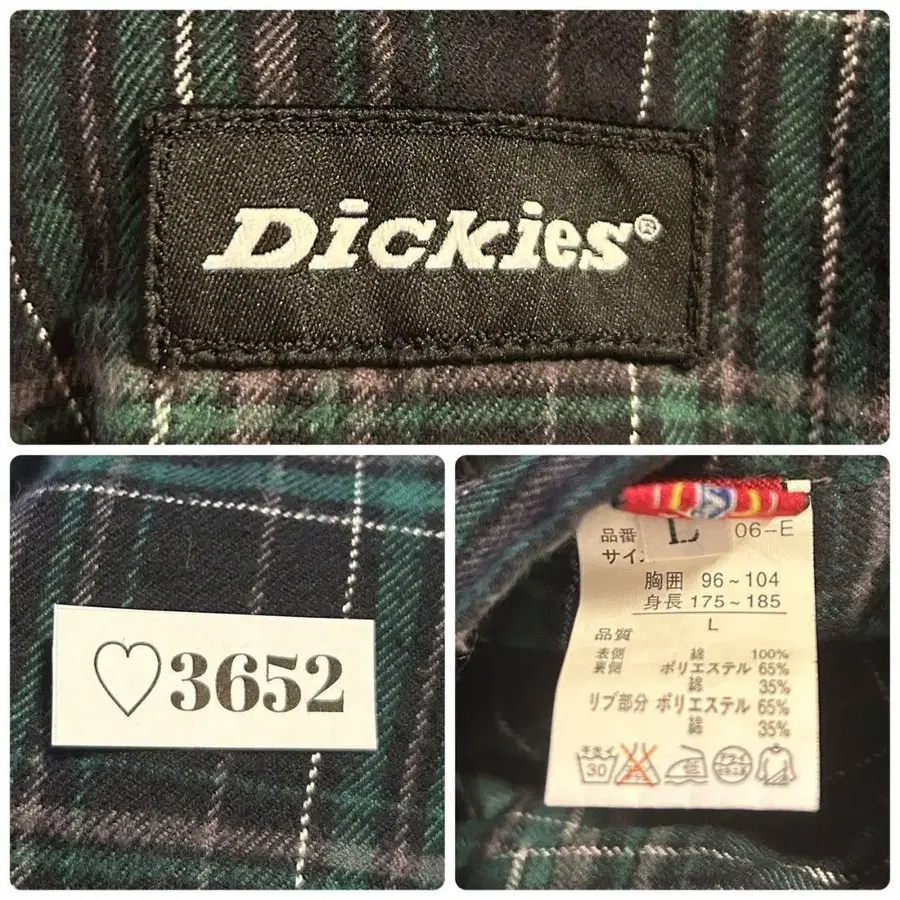 Dickies®
♡3652
品番 L 06-E
サイ
胸囲 96~104
身長 175~185
L
品質
表側 綿 100%
裏側 ポリエステル 65%
綿 35%
リブ部分 ポリエステル 65%
綿 35%
30